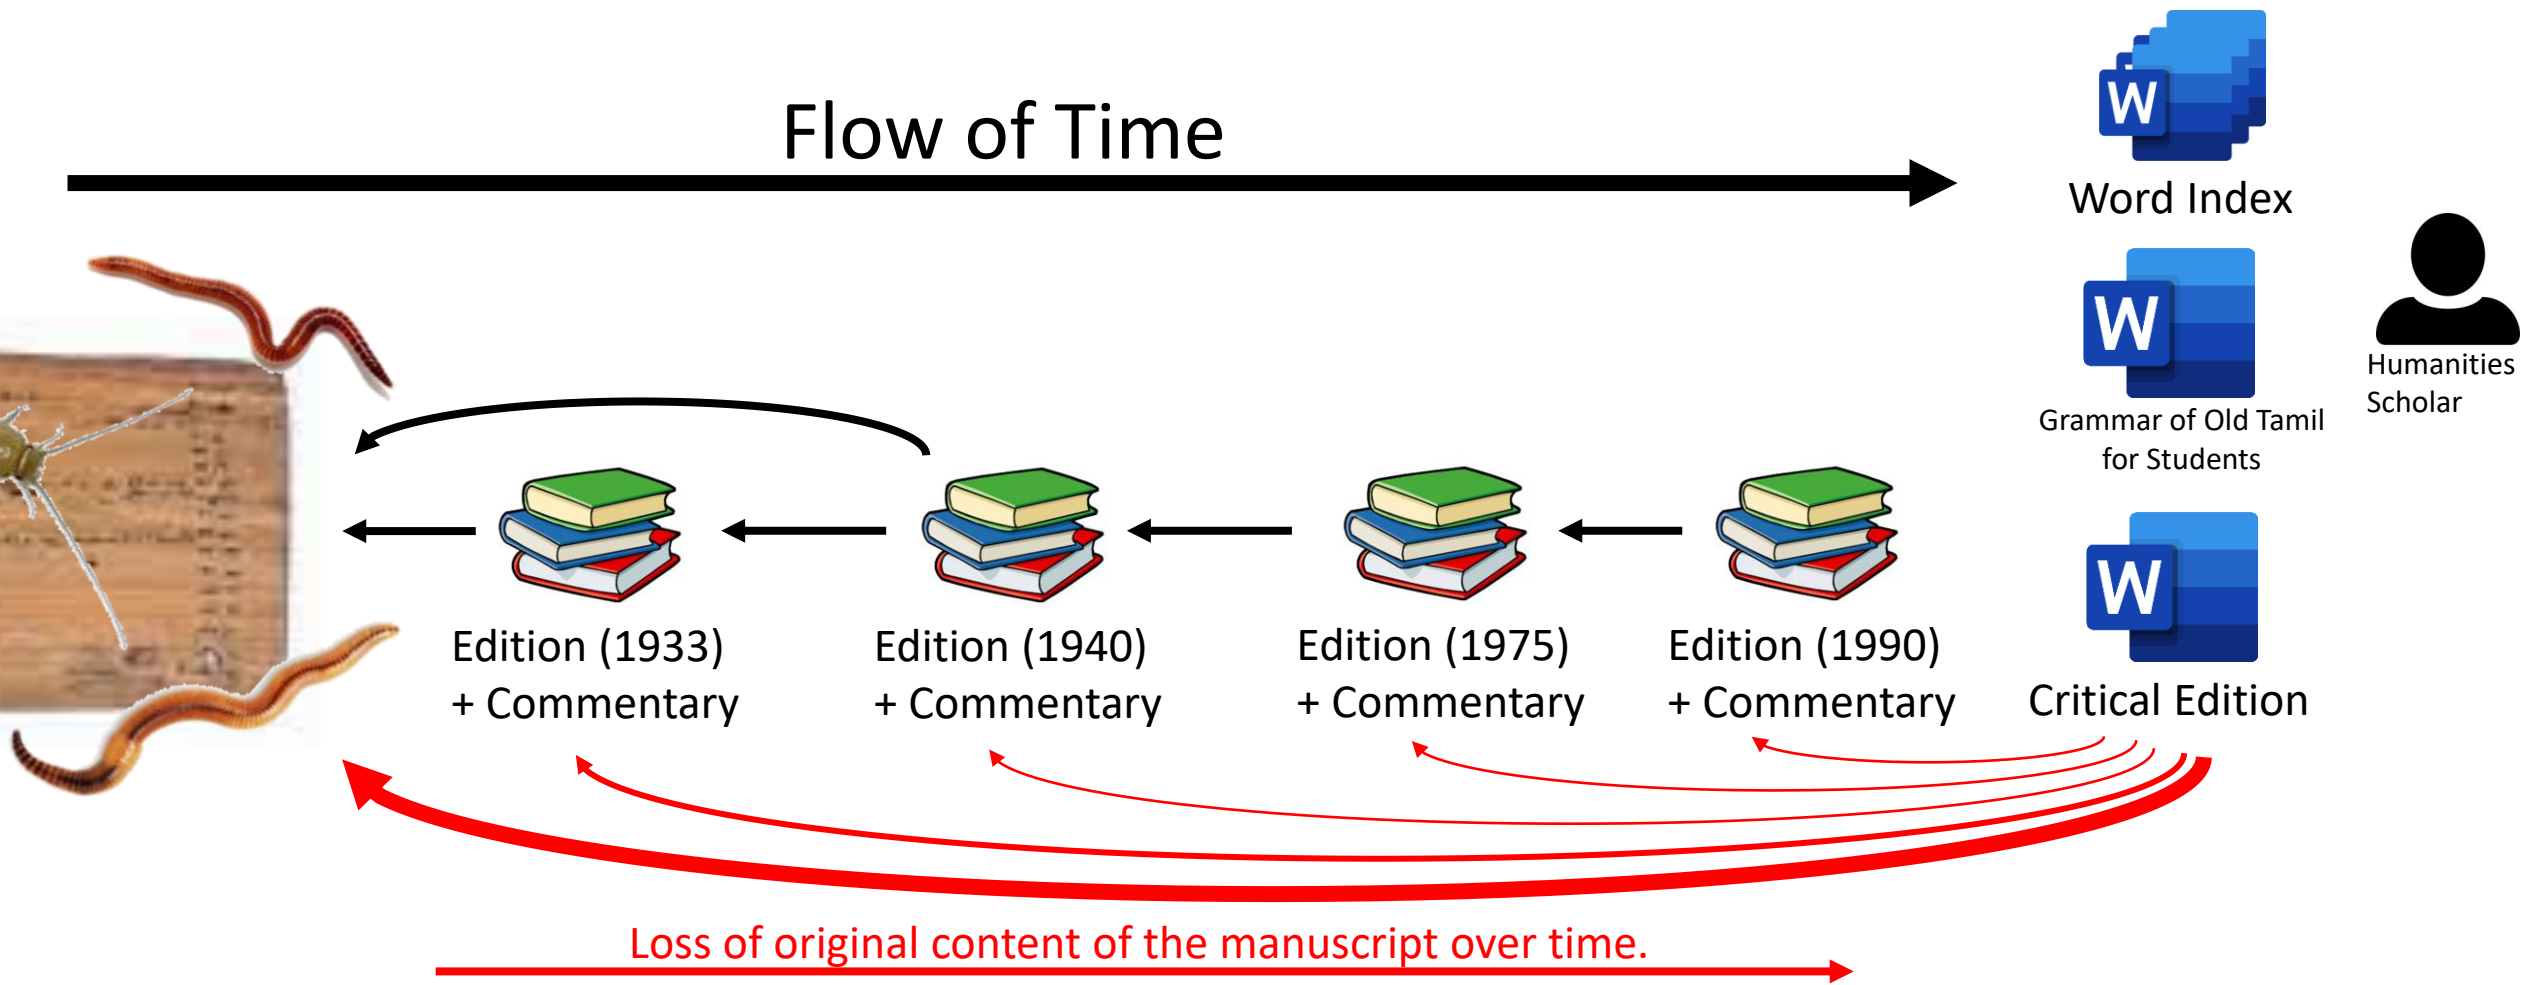 Flow of Time
W
Word Index
W
Grammar of Old Tamil
for Students
Humanities
Scholar
Edition (1933)
+ Commentary
Edition (1940)
+ Commentary
Edition (1975)
+ Commentary
Edition (1990)
+ Commentary
W
Critical Edition
Loss of original content of the manuscript over time.